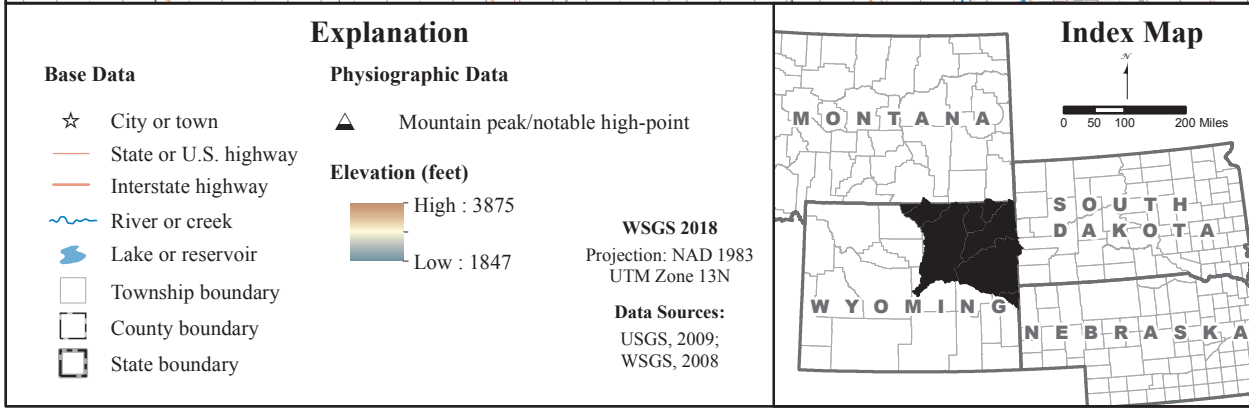 Explanation
Base Data
City or town
State or U.S. highway
Interstate highway
River or creek
Lake or reservoir
Township boundary
County boundary
State boundary
Physiographic Data
Mountain peak/notable high-point
Elevation (feet)
High : 3875
Low : 1847
WSGS 2018
Projection: NAD 1983
UTM Zone 13N
Data Sources:
USGS, 2009;
WSGS, 2008
Index Map
N
0 50 100 200 Miles
MONTANA
SOUTH
DAKOTA
WYOMING
NEBRASKA